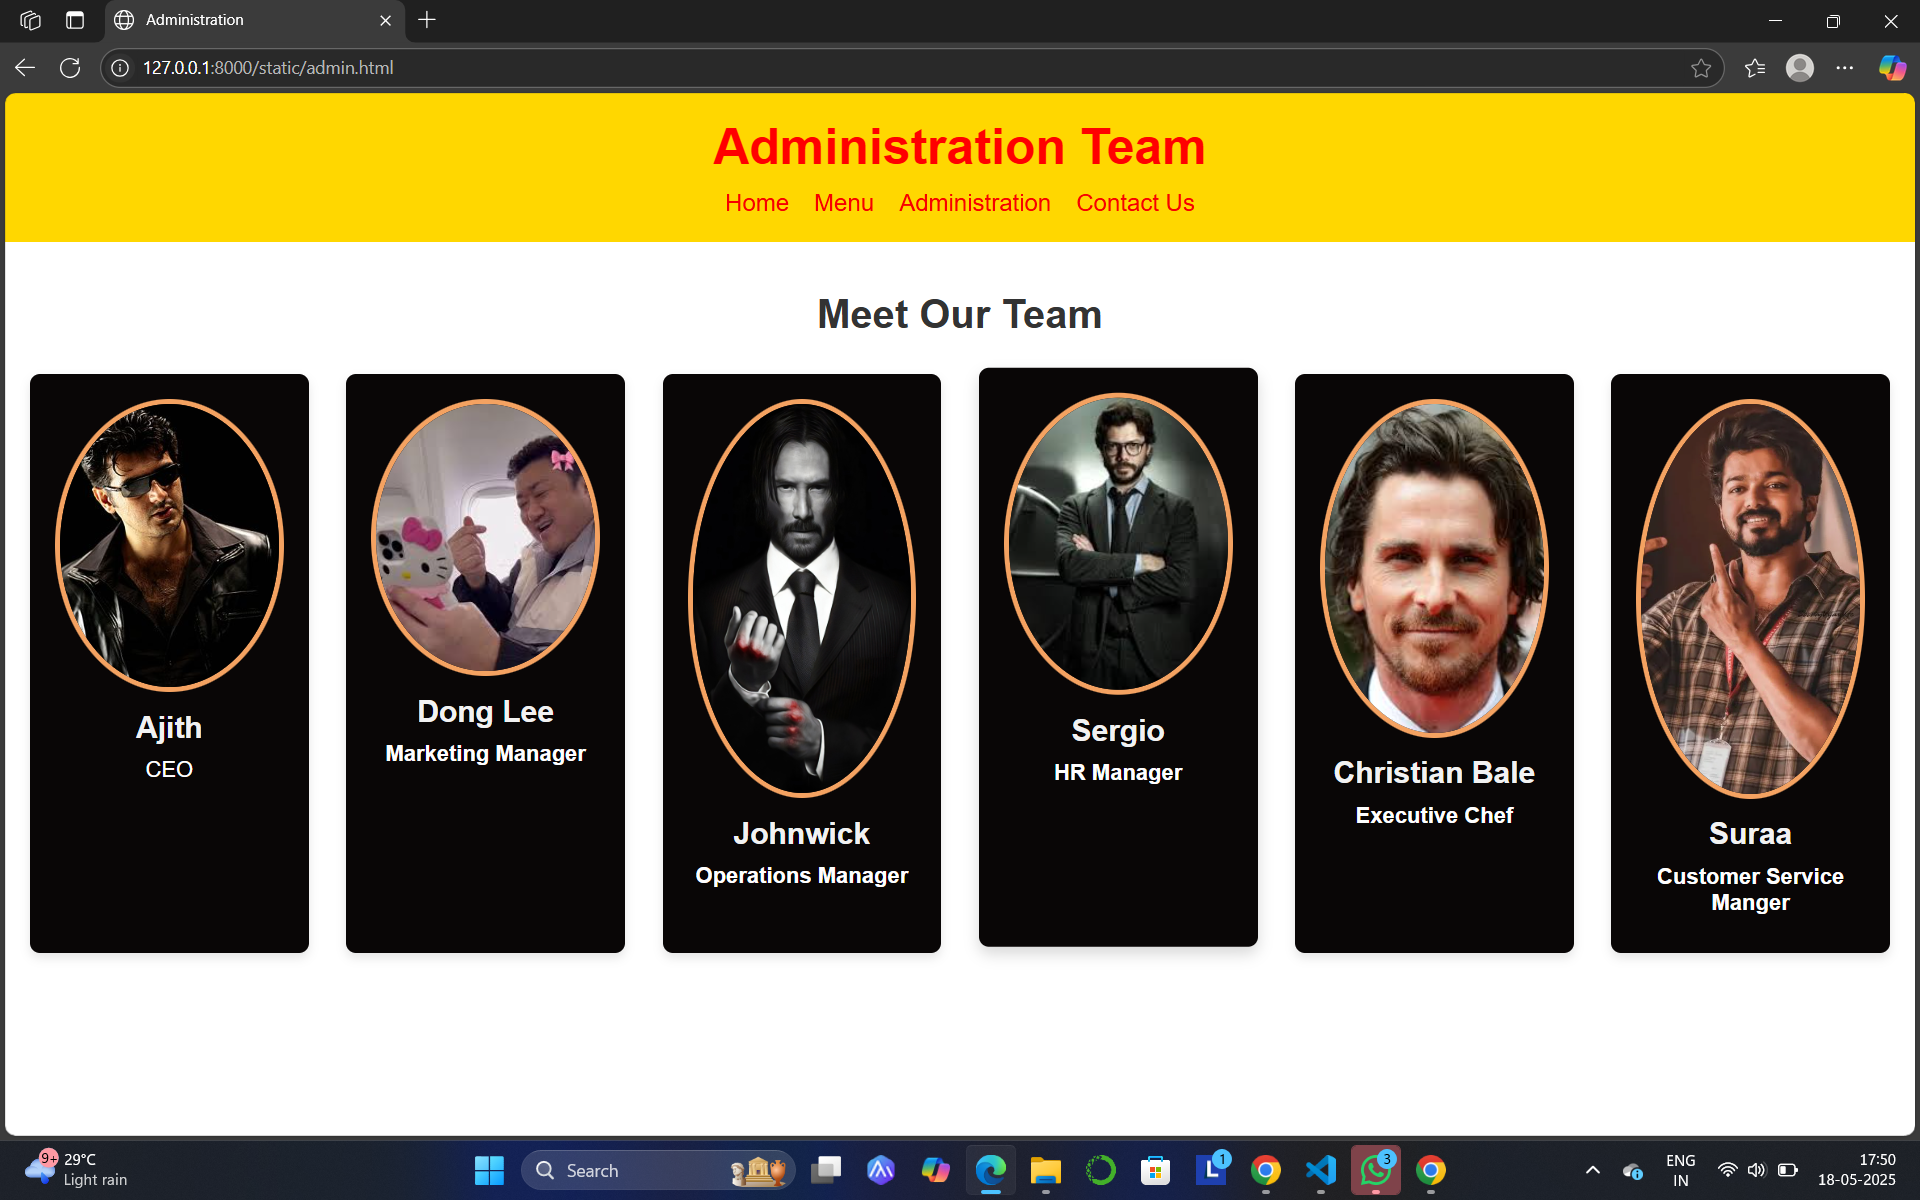 Administration
127.0.0.1:8000/static/admin.html
Administration Team
Home Menu Administration Contact Us
Meet Our Team
Ajith
CEO
Dong Lee
Marketing Manager
Johnwick
Operations Manager
Sergio
HR Manager
Christian Bale
Executive Chef
Suraa
Customer Service
Manger
9+
29°C
Light rain
Search
L
1
3
ENG
IN
17:50
18-05-2025